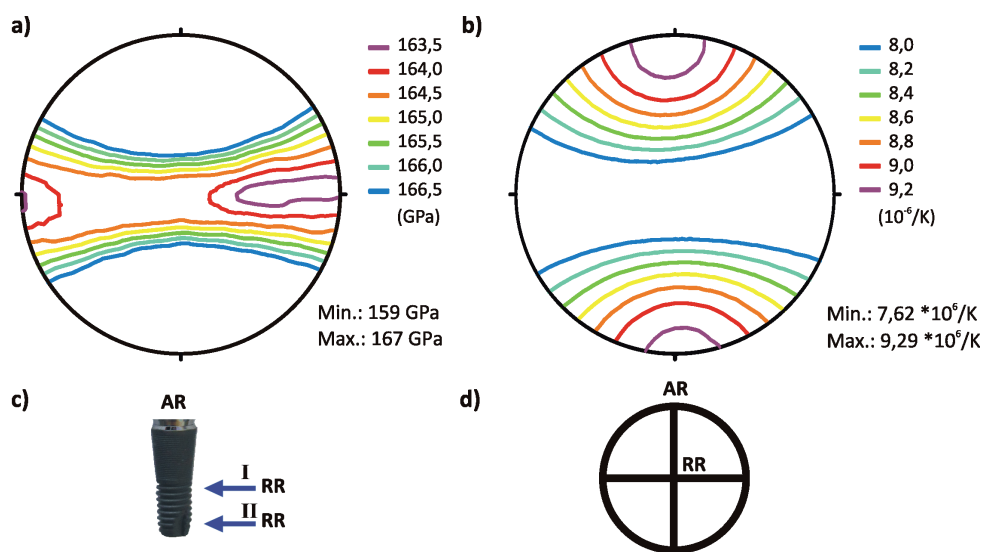 a)
163,5
164,0
164,5
165,0
165,5
166,0
166,5
(GPa)
Min.: 159 GPa
Max.: 167 GPa
b)
8,0
8,2
8,4
8,6
8,8
9,0
9,2
(10⁻⁶/K)
Min.: 7,62 *10⁶/K
Max.: 9,29 *10⁶/K
c)
AR
I
RR
II
RR
d)
AR
RR